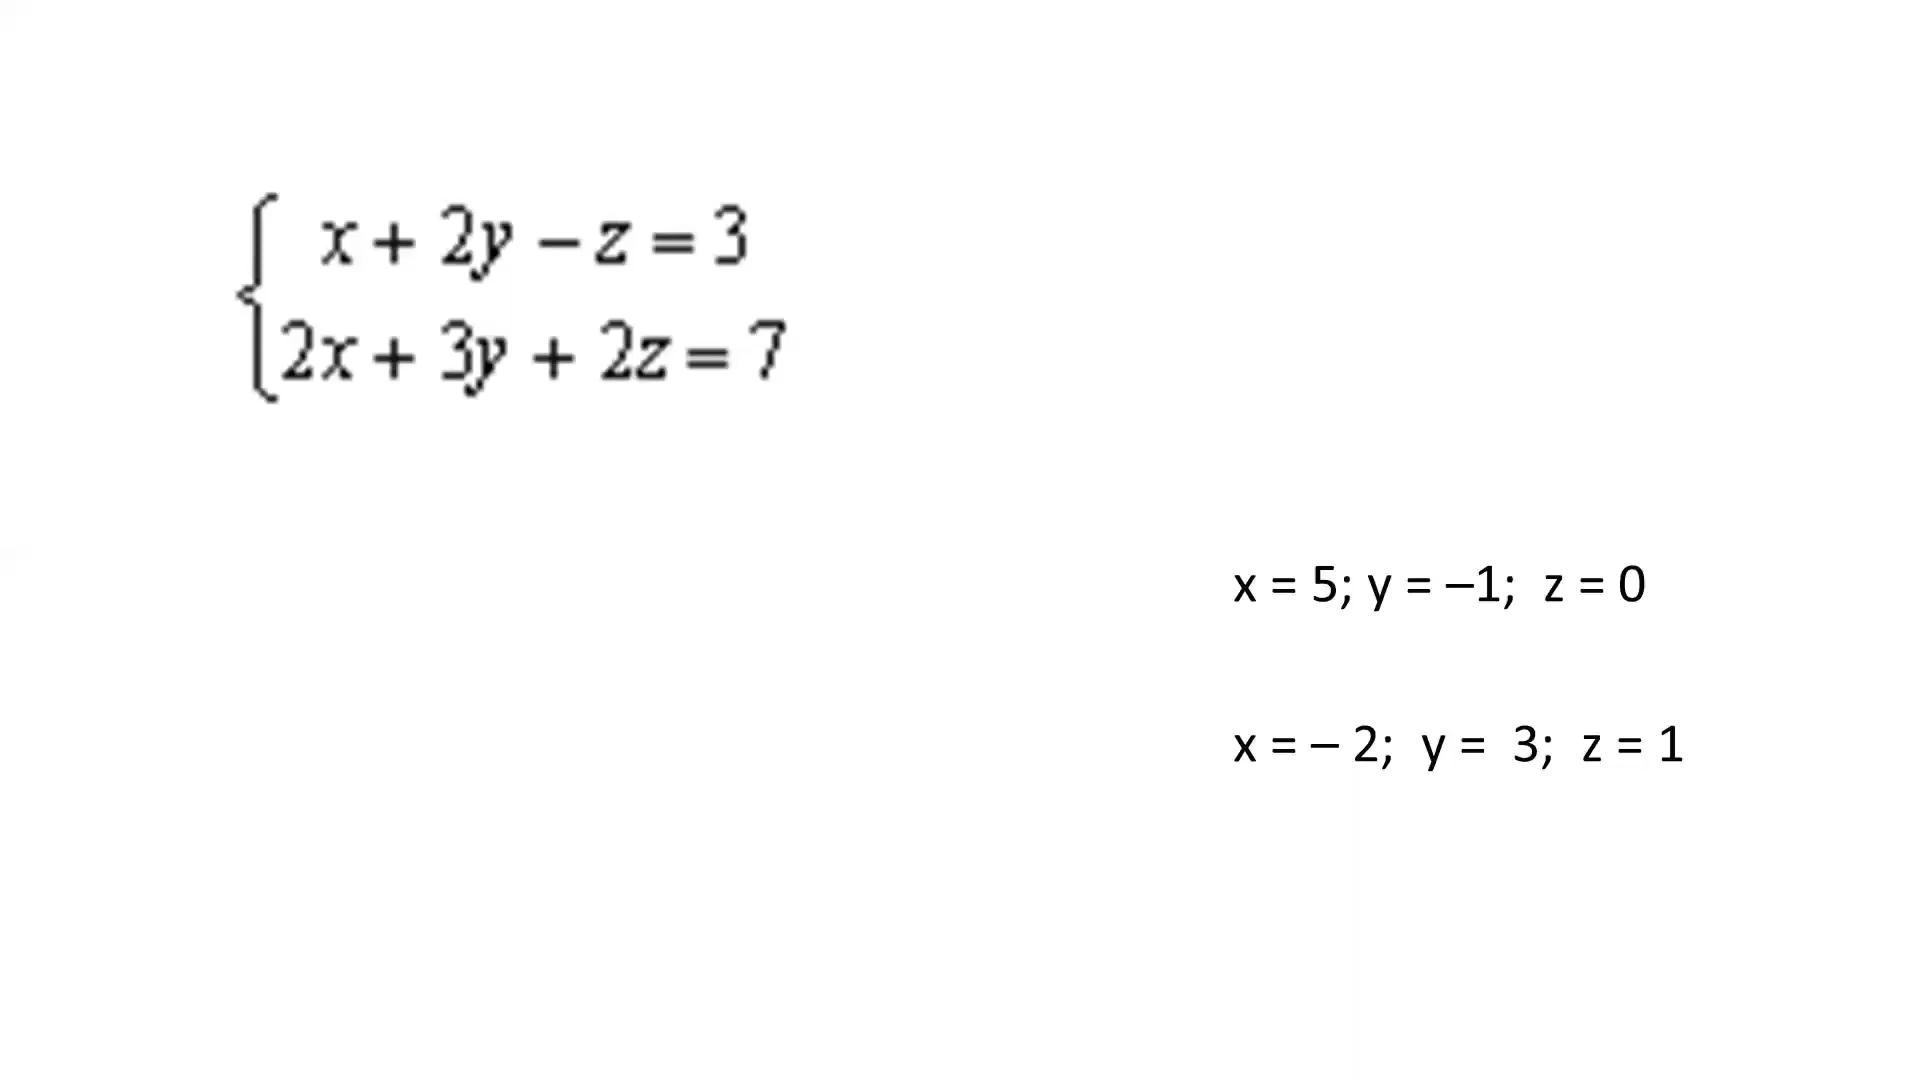 x + 2y − z = 3
2x + 3y + 2z = 7
x = 5; y = –1; z = 0
x = – 2; y = 3; z = 1